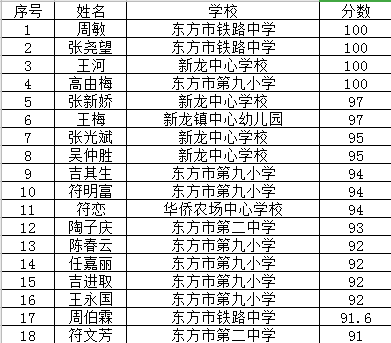 序号 姓名 学校 分数
1 周敏 东方市铁路中学 100
2 张尧望 东方市铁路中学 100
3 王河 新龙中心学校 100
4 高由梅 东方市第九小学 100
5 张新娇 新龙中心学校 97
6 王梅 新龙镇中心幼儿园 97
7 张光斌 新龙中心学校 95
8 吴仲胜 新龙中心学校 95
9 吉其生 东方市第九小学 94
10 符明富 东方市第九小学 94
11 符恋 华侨农场中心学校 94
12 陶子庆 东方市第二中学 93
13 陈春云 东方市第九小学 92
14 任嘉丽 东方市第九小学 92
15 吉进取 东方市第九小学 92
16 王永国 东方市第九小学 92
17 周伯霖 东方市铁路中学 91.6
18 符文芳 东方市第二中学 91